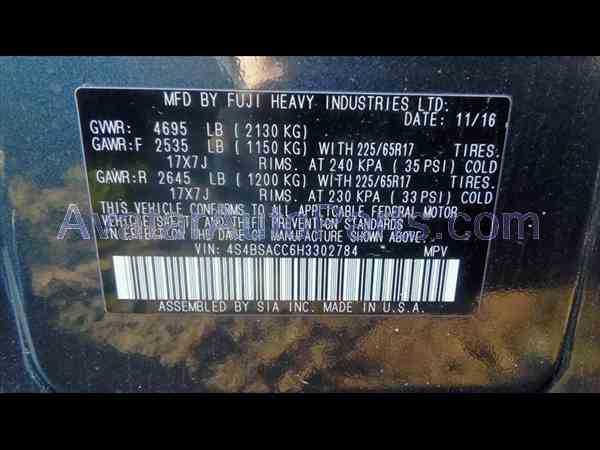 MFD BY FUJI HEAVY INDUSTRIES LTD.
DATE: 11/16
GVWR: 4695 LB (2130 KG)
GAWR:F 2535 LB (1150 KG) WITH 225/65R17 TIRES.
17X7J RIMS. AT 240 KPA (35 PSI) COLD
GAWR:R 2645 LB (1200 KG) WITH 225/65R17 TIRES.
17X7J RIMS. AT 230 KPA (33 PSI) COLD
THIS VEHICLE CONFORMS TO ALL APPLICABLE FEDERAL MOTOR
VEHICLE SAFETY AND THEFT PREVENTION STANDARDS
IN EFFECT ON THE DATE OF MANUFACTURE SHOWN ABOVE.
VIN: 4S4BSACC6H3302784 MPV
ASSEMBLED BY SIA INC. MADE IN U.S.A.